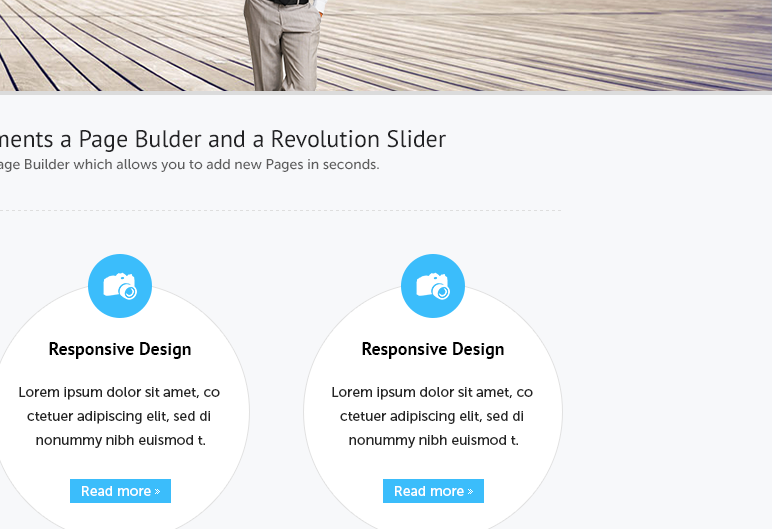 ments a Page Bulder and a Revolution Slider
age Builder which allows you to add new Pages in seconds.
Responsive Design
Lorem ipsum dolor sit amet, co
ctetuer adipiscing elit, sed di
nonummy nibh euismod t.
Read more »
Responsive Design
Lorem ipsum dolor sit amet, co
ctetuer adipiscing elit, sed di
nonummy nibh euismod t.
Read more »